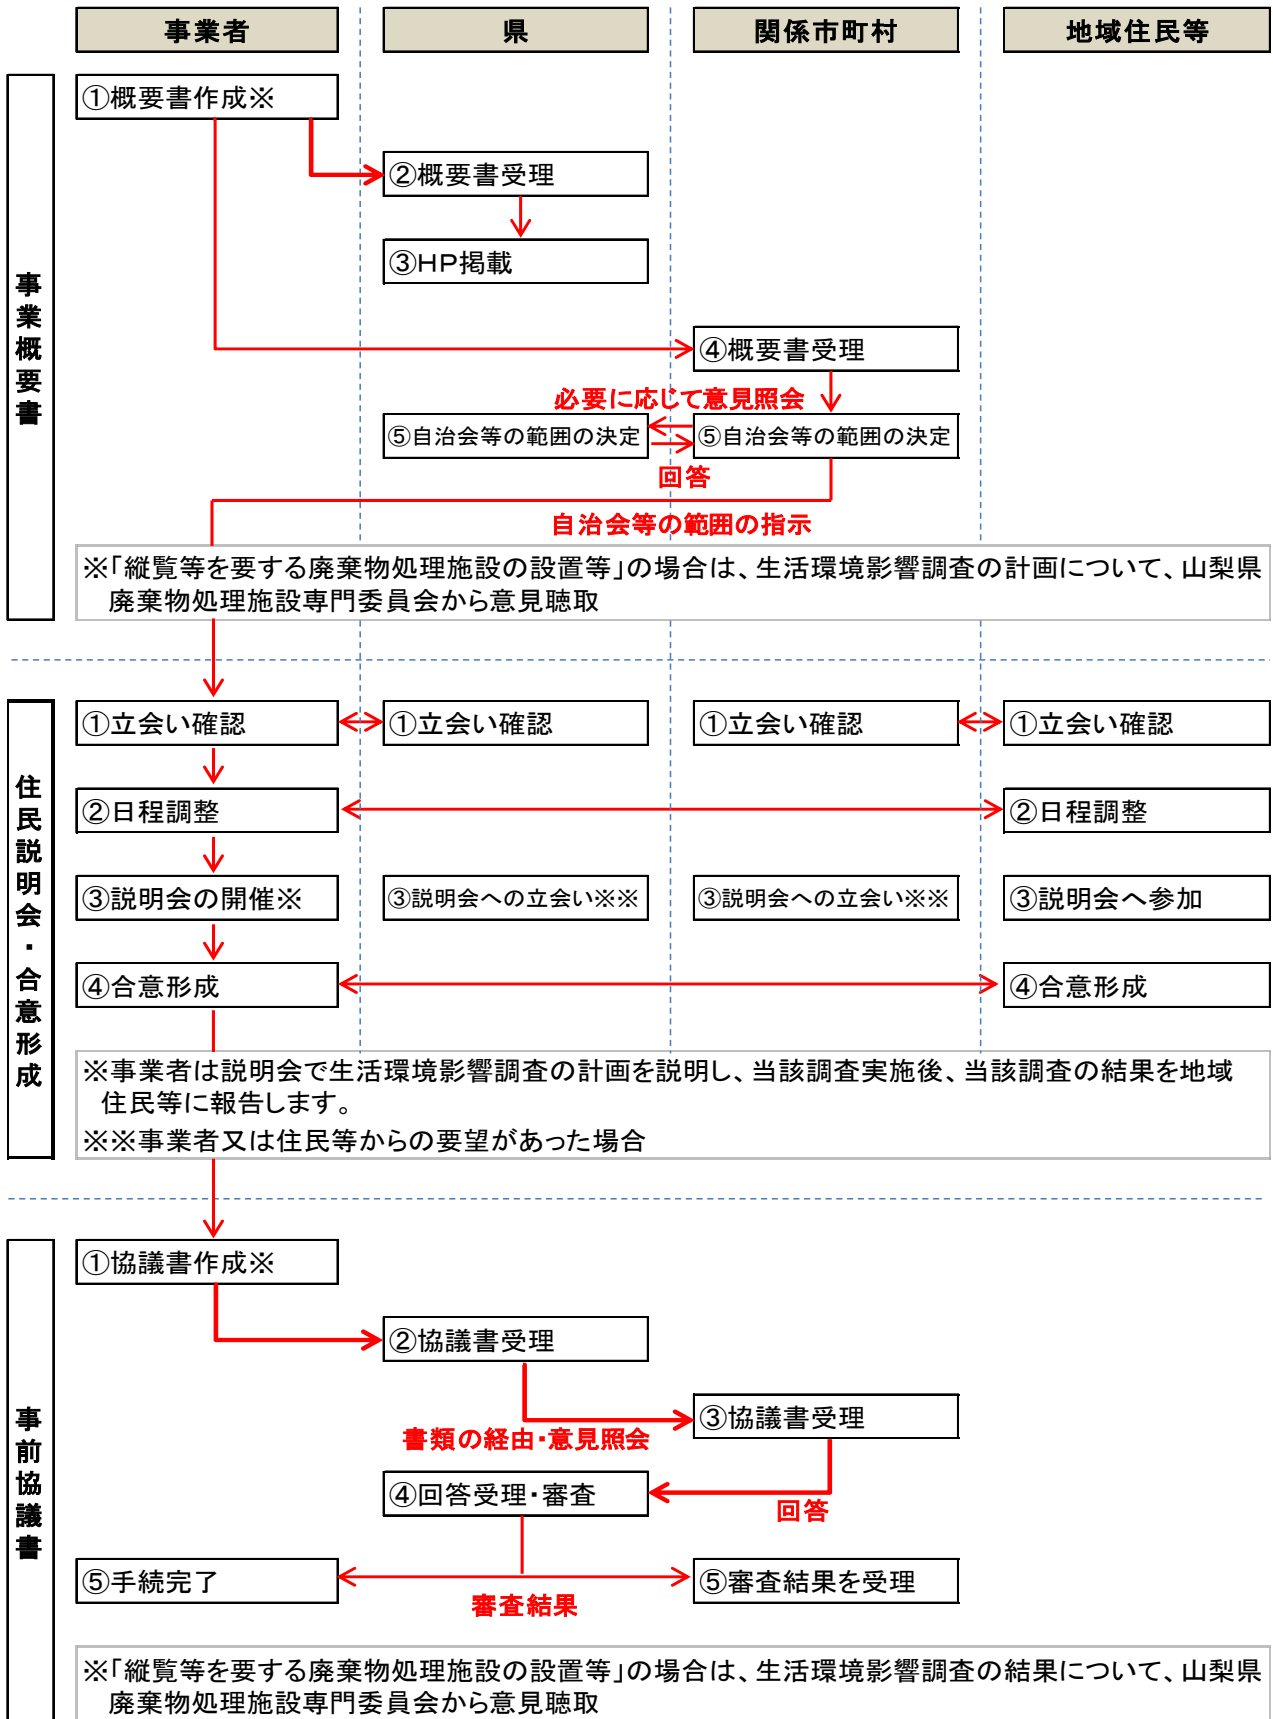 事業者
県
関係市町村
地域住民等
事業概要書
①概要書作成※
②概要書受理
③HP掲載
④概要書受理
必要に応じて意見照会
⑤自治会等の範囲の決定
⑤自治会等の範囲の決定
回答
自治会等の範囲の指示
※「縦覧等を要する廃棄物処理施設の設置等」の場合は、生活環境影響調査の計画について、山梨県
廃棄物処理施設専門委員会から意見聴取
住民説明会・合意形成
①立会い確認
①立会い確認
①立会い確認
①立会い確認
②日程調整
②日程調整
③説明会の開催※
③説明会への立会い※※
③説明会への立会い※※
③説明会へ参加
④合意形成
④合意形成
※事業者は説明会で生活環境影響調査の計画を説明し、当該調査実施後、当該調査の結果を地域
住民等に報告します。
※※事業者又は住民等からの要望があった場合
事前協議書
①協議書作成※
②協議書受理
③協議書受理
書類の経由・意見照会
④回答受理・審査
回答
⑤手続完了
⑤審査結果を受理
審査結果
※「縦覧等を要する廃棄物処理施設の設置等」の場合は、生活環境影響調査の結果について、山梨県
廃棄物処理施設専門委員会から意見聴取